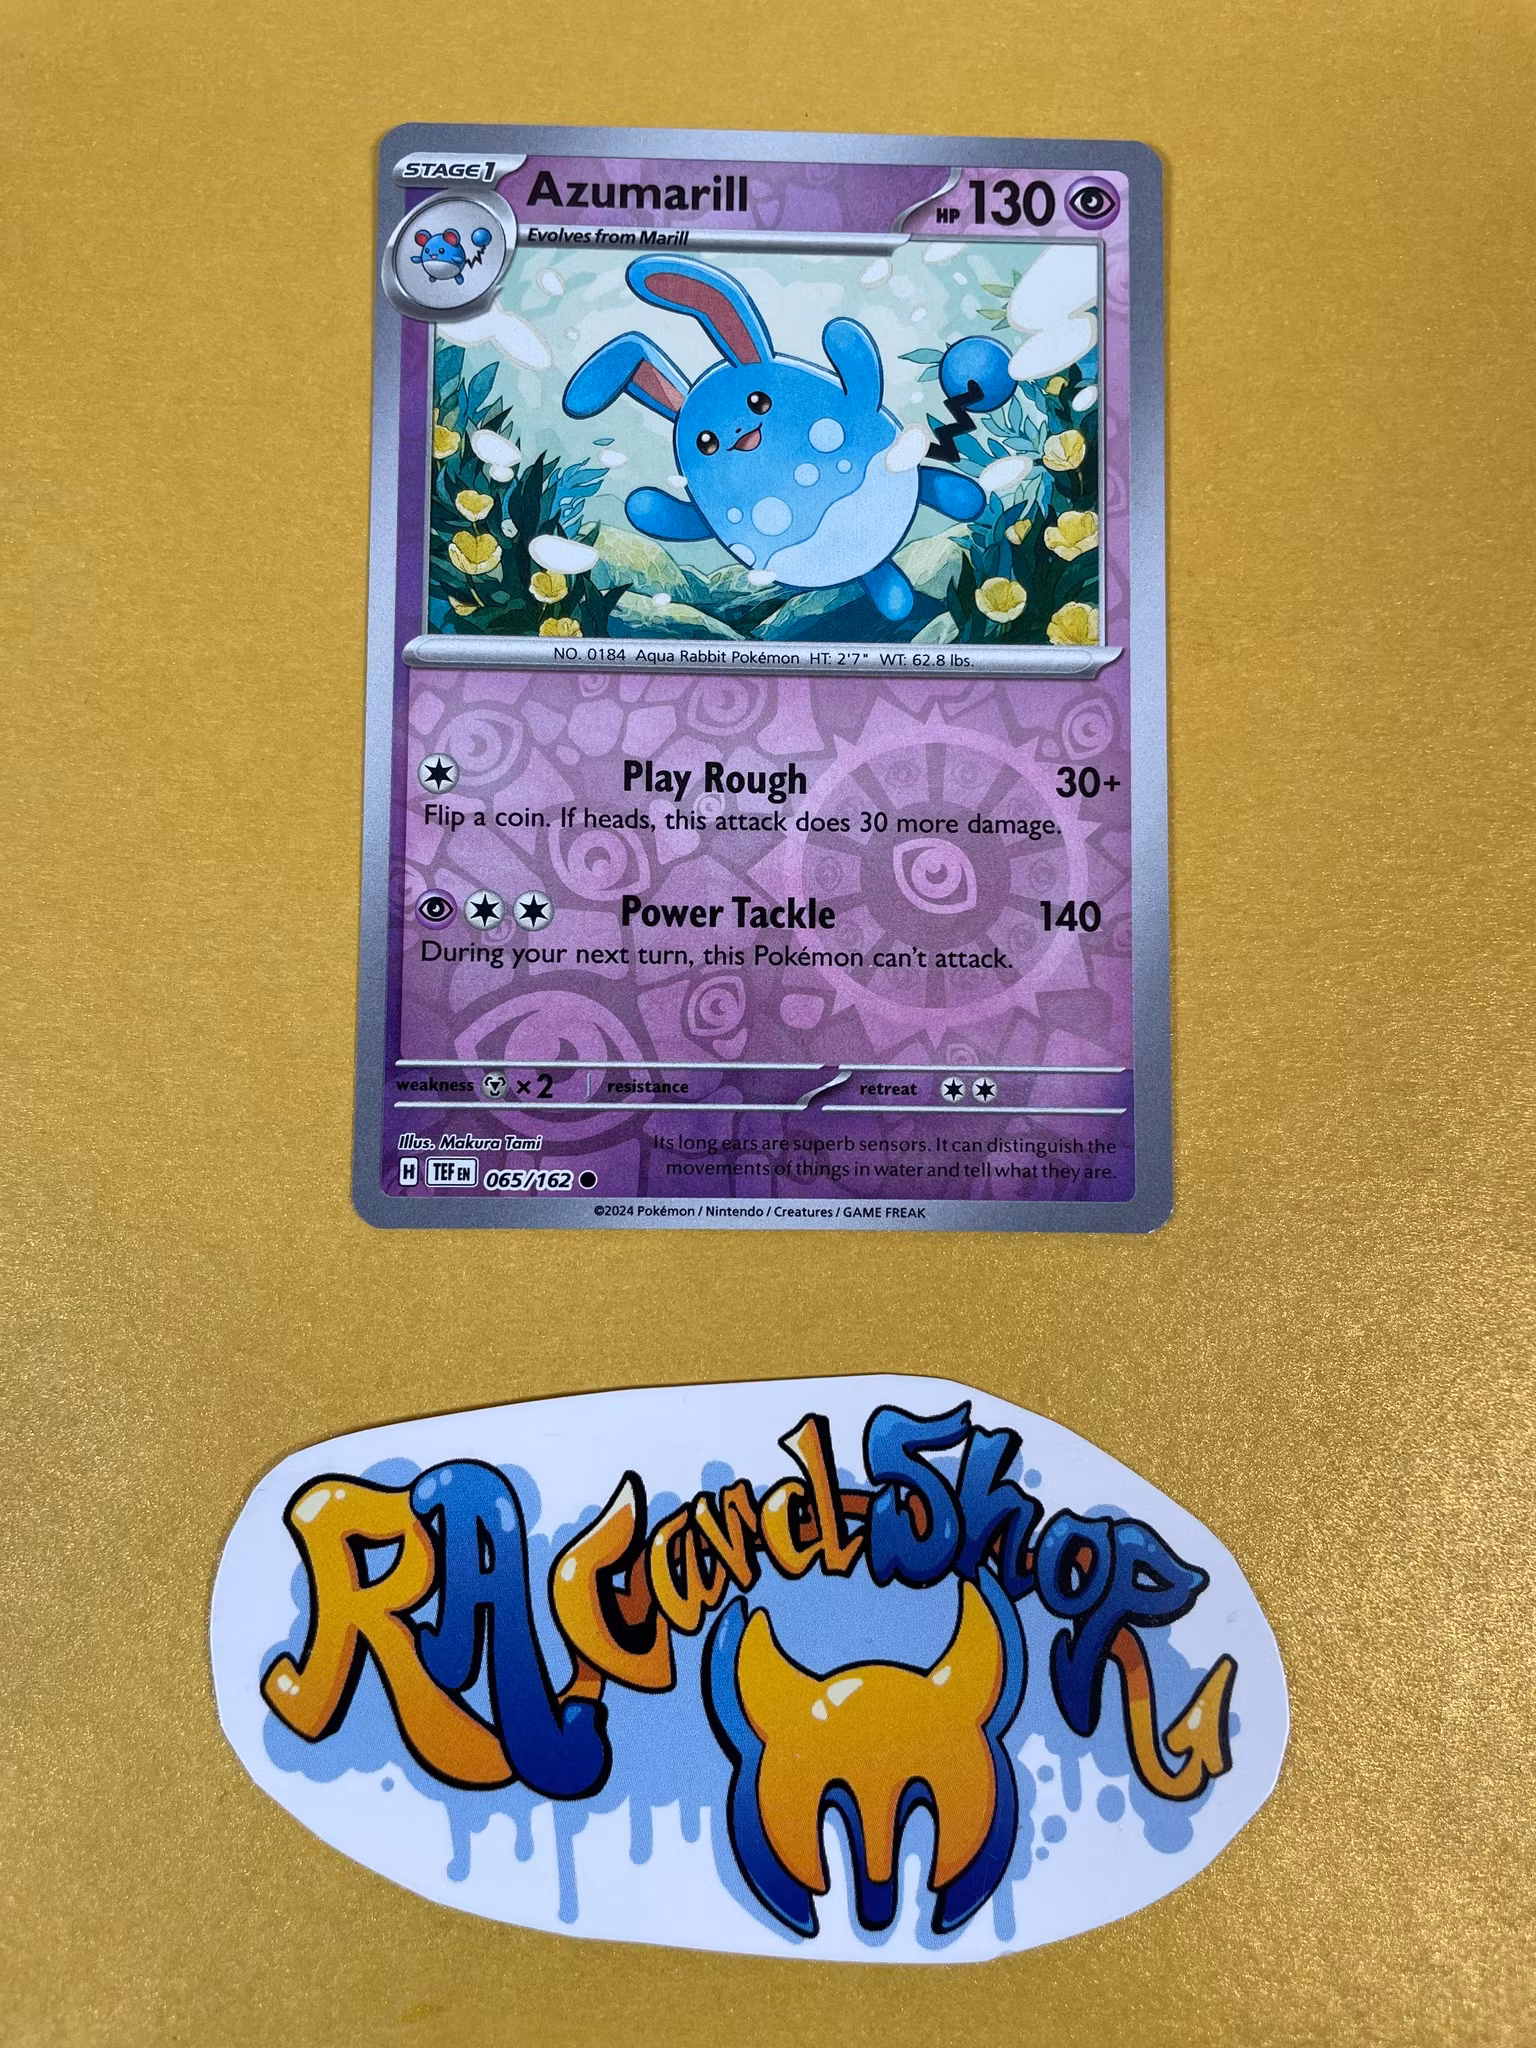 STAGE 1
Azumarill
HP 130
Evolves from Marill
NO. 0184 Aqua Rabbit Pokémon HT: 2'7" WT: 62.8 lbs.
Play Rough 30+
Flip a coin. If heads, this attack does 30 more damage.
Power Tackle 140
During your next turn, this Pokémon can't attack.
weakness ×2 resistance retreat
Illus. Makura Tami
Its long ears are superb sensors. It can distinguish the
movements of things in water and tell what they are.
H TEF EN 065/162
©2024 Pokémon / Nintendo / Creatures / GAME FREAK
RA Card Shop